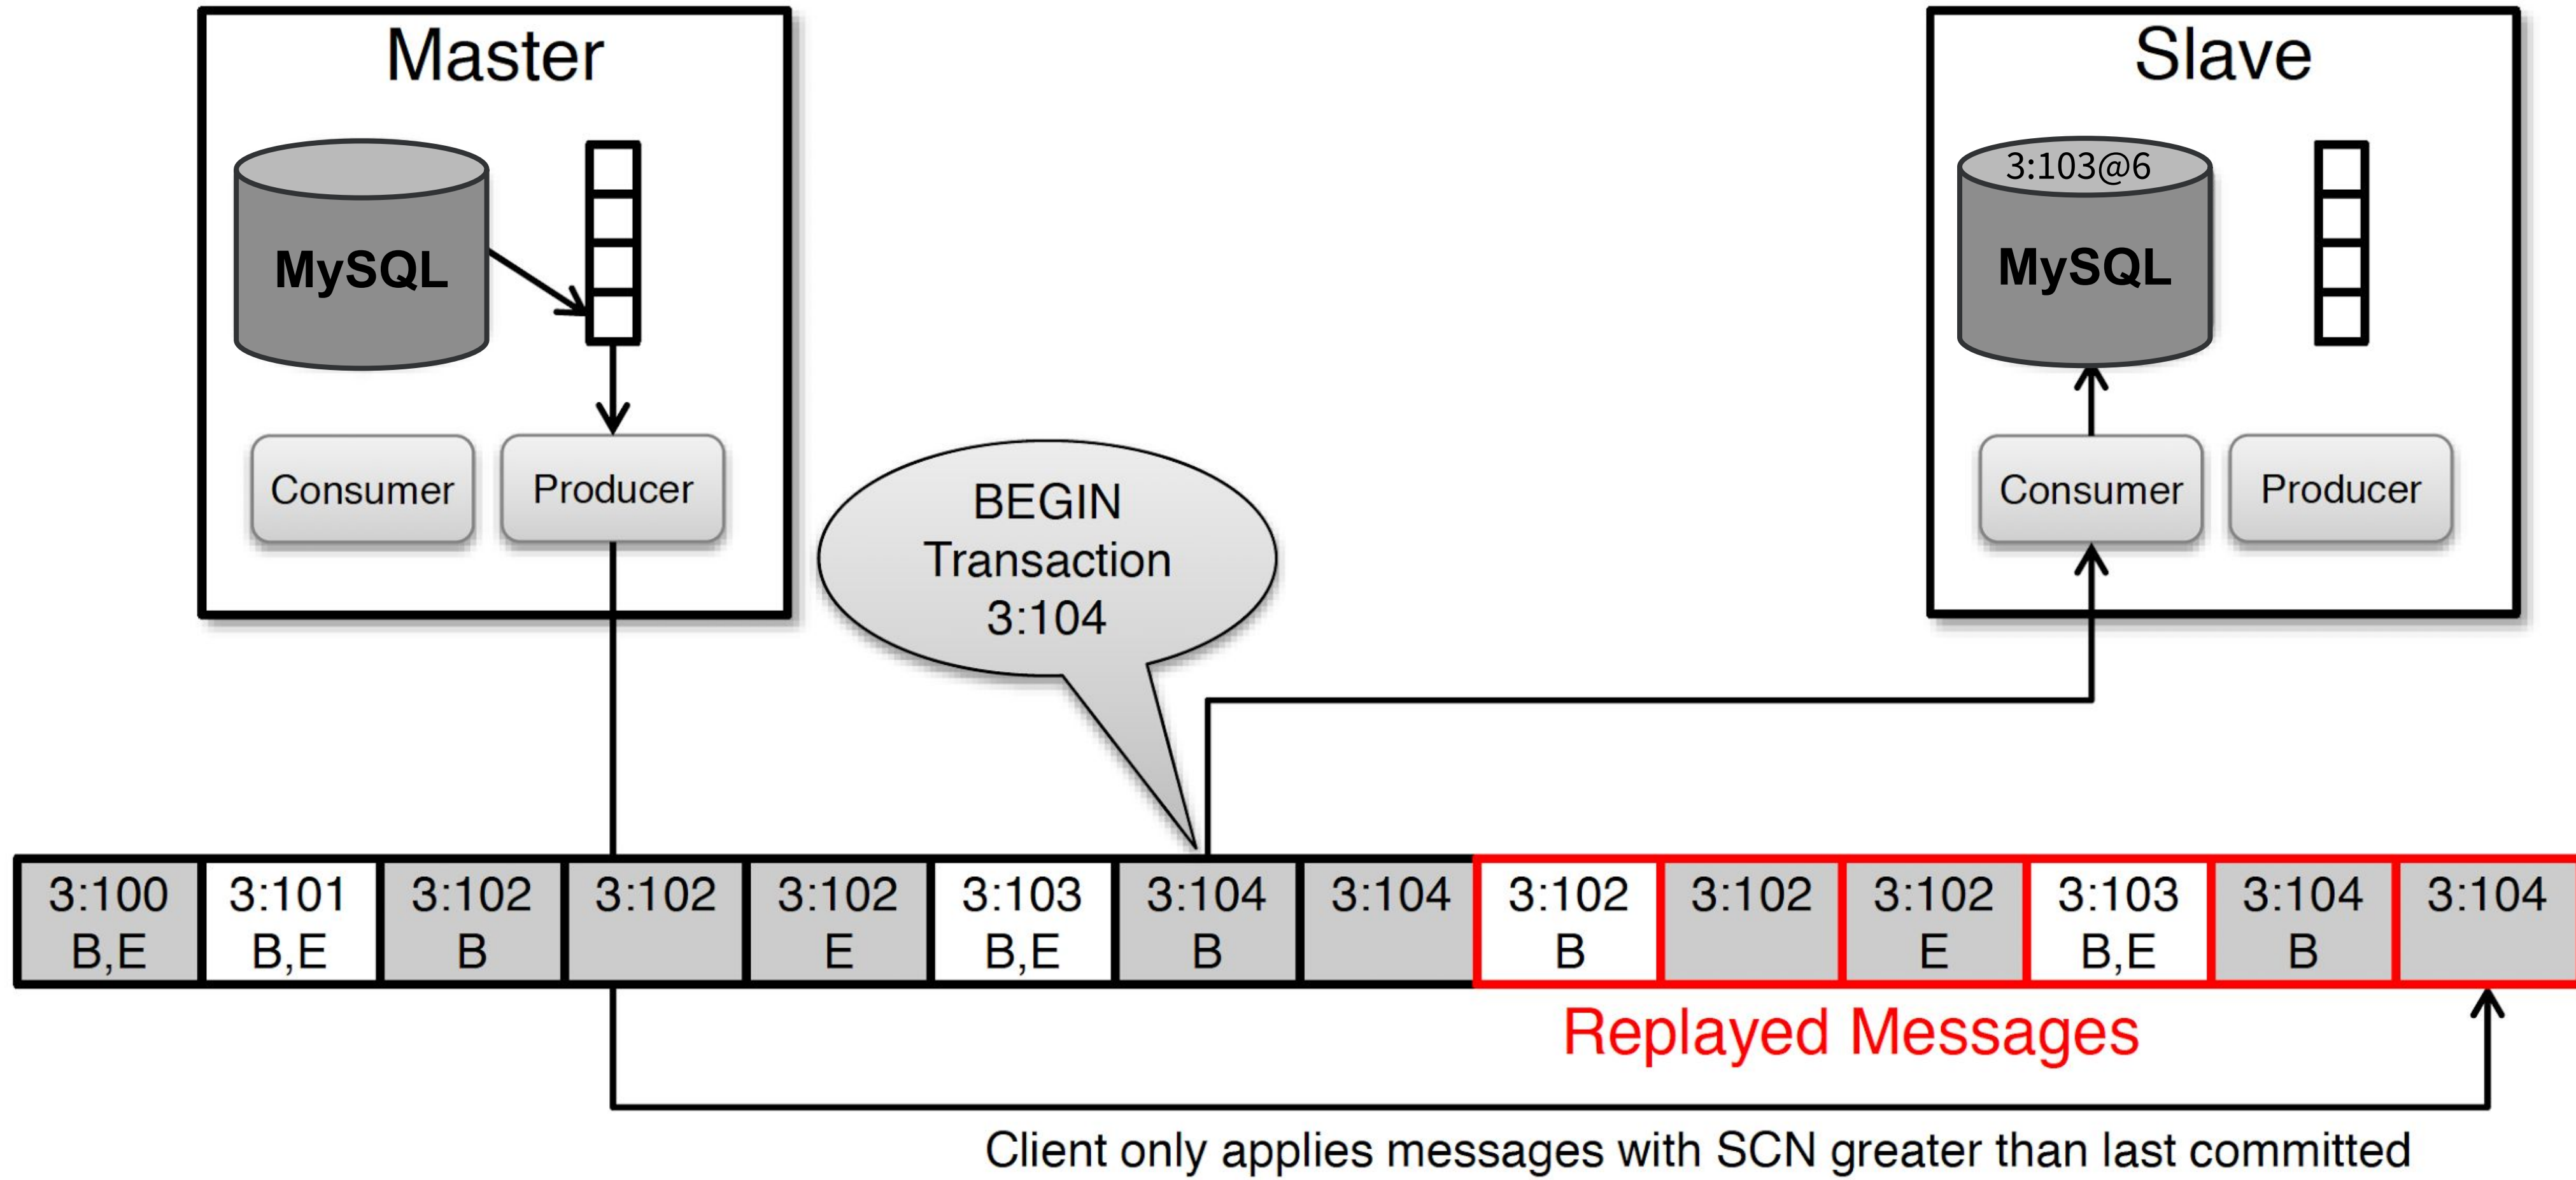 Master
MySQL
Consumer
Producer
Slave
3:103@6
MySQL
Consumer
Producer
BEGIN
Transaction
3:104
3:100
B,E
3:101
B,E
3:102
B
3:102
3:102
E
3:103
B,E
3:104
B
3:104
3:102
B
3:102
3:102
E
3:103
B,E
3:104
B
3:104
Replayed Messages
Client only applies messages with SCN greater than last committed